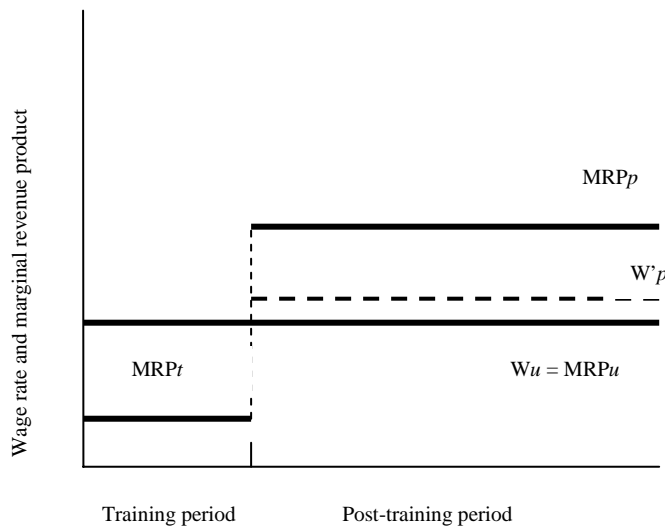 Wage rate and marginal revenue product
MRPp
W’p
MRPt
Wu = MRPu
Training period
Post-training period